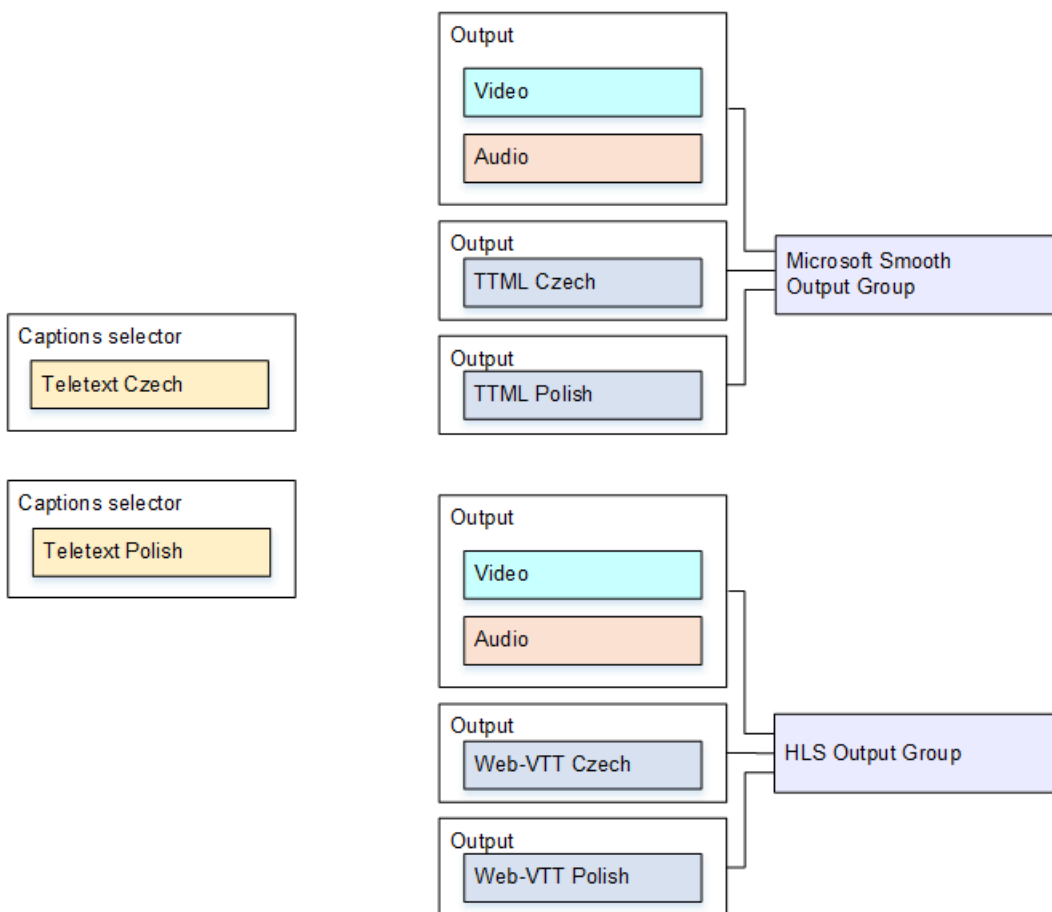 Captions selector
Teletext Czech
Captions selector
Teletext Polish
Output
Video
Audio
Output
TTML Czech
Output
TTML Polish
Microsoft Smooth
Output Group
Output
Video
Audio
Output
Web-VTT Czech
Output
Web-VTT Polish
HLS Output Group